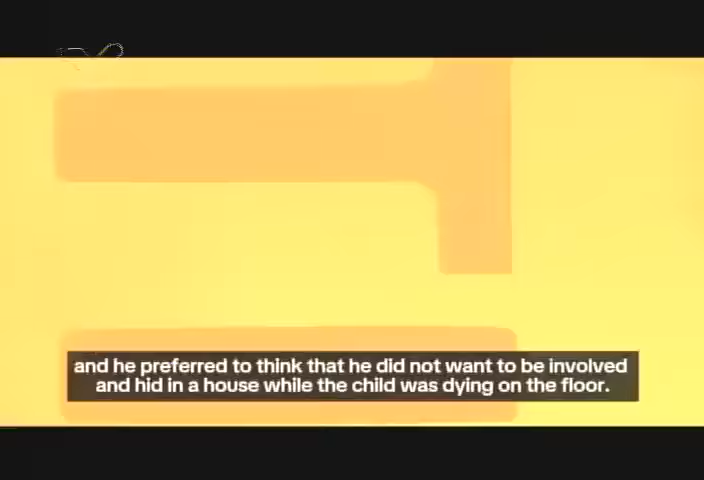 and he preferred to think that he did not want to be involved
and hid in a house while the child was dying on the floor.